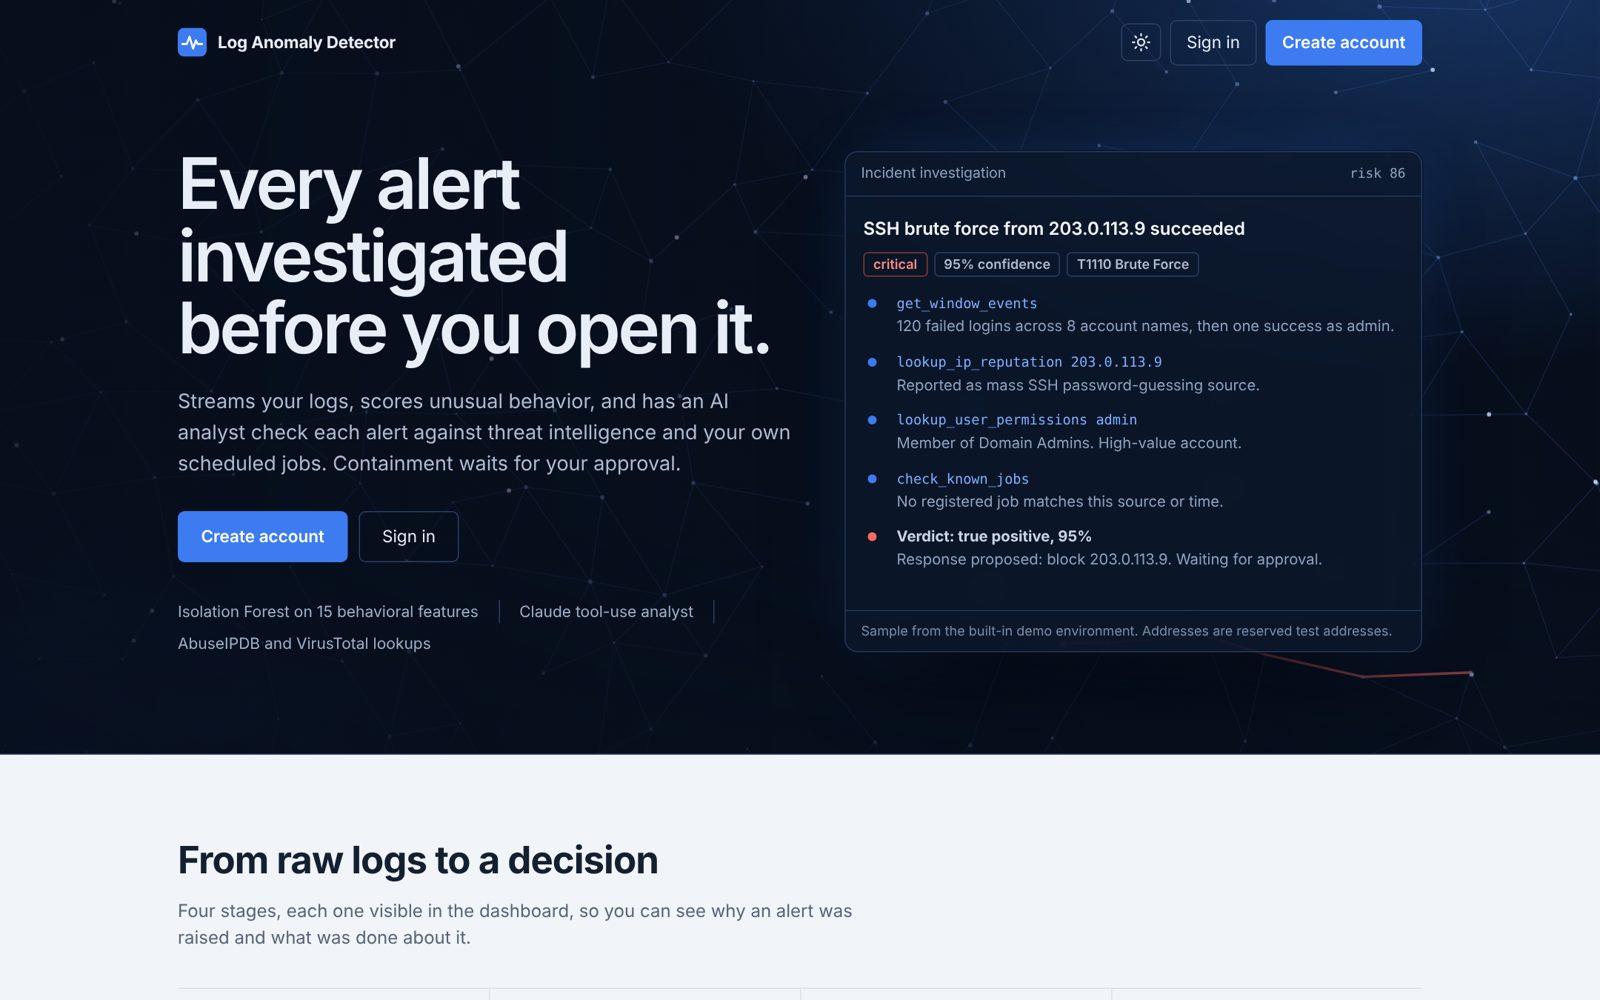 Log Anomaly Detector
Sign in
Create account
Every alert
investigated
before you open it.
Streams your logs, scores unusual behavior, and has an AI
analyst check each alert against threat intelligence and your own
scheduled jobs. Containment waits for your approval.
Create account
Sign in
Isolation Forest on 15 behavioral features
Claude tool-use analyst
AbuseIPDB and VirusTotal lookups
Incident investigation
risk 86
SSH brute force from 203.0.113.9 succeeded
critical
95% confidence
T1110 Brute Force
get_window_events
120 failed logins across 8 account names, then one success as admin.
lookup_ip_reputation 203.0.113.9
Reported as mass SSH password-guessing source.
lookup_user_permissions admin
Member of Domain Admins. High-value account.
check_known_jobs
No registered job matches this source or time.
Verdict: true positive, 95%
Response proposed: block 203.0.113.9. Waiting for approval.
Sample from the built-in demo environment. Addresses are reserved test addresses.
From raw logs to a decision
Four stages, each one visible in the dashboard, so you can see why an alert was
raised and what was done about it.